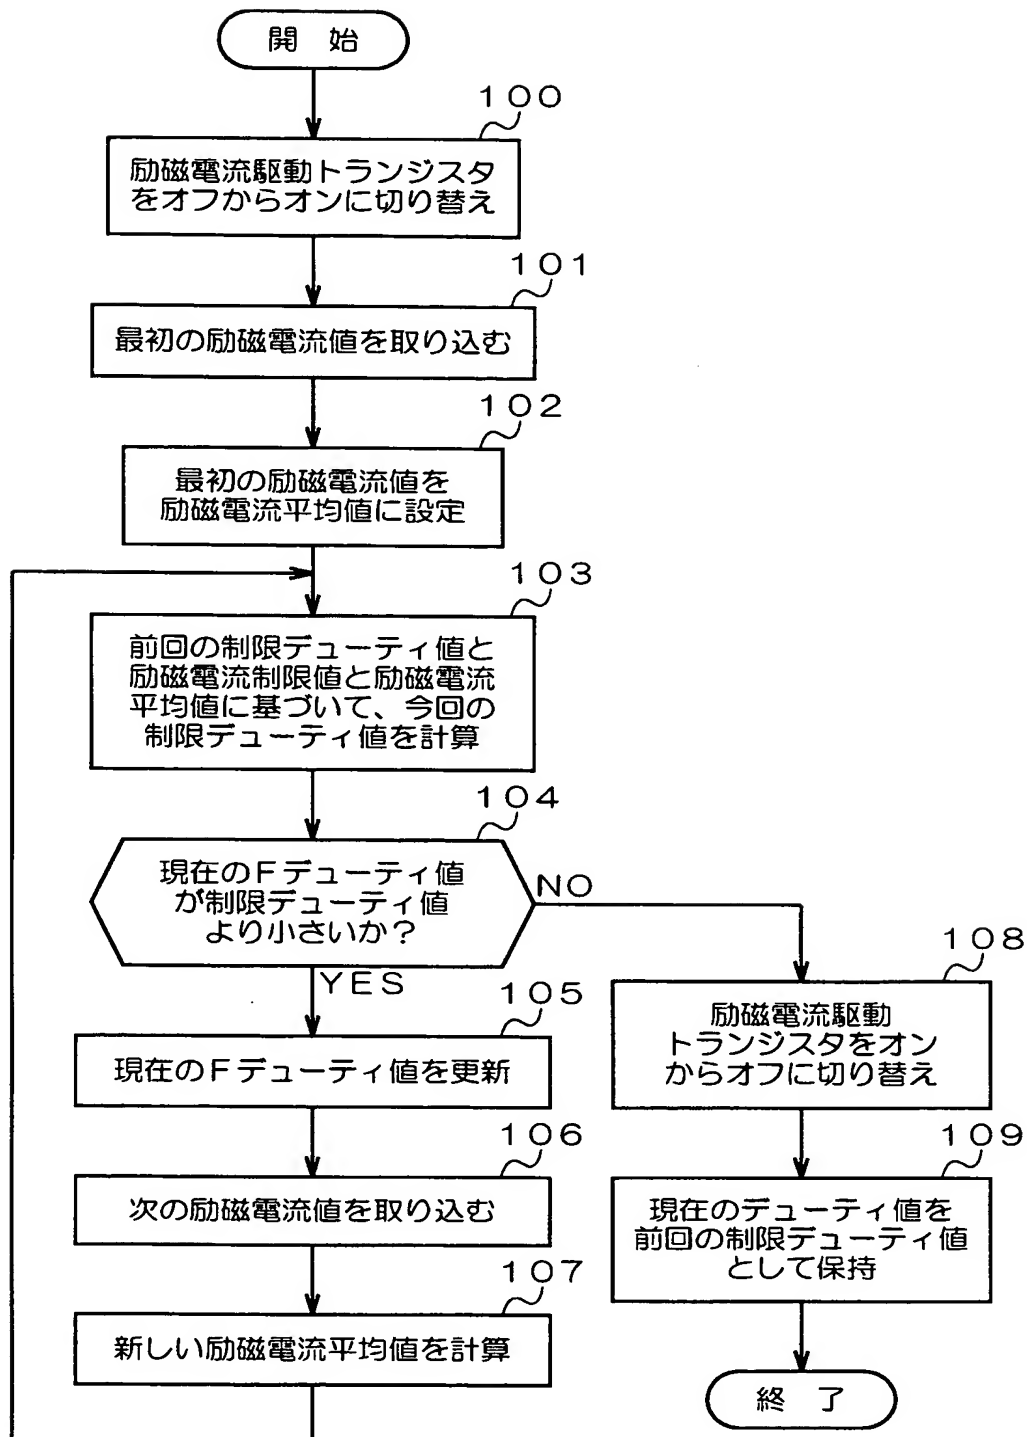 開　始
１００
励磁電流駆動トランジスタ
をオフからオンに切り替え
１０１
最初の励磁電流値を取り込む
１０２
最初の励磁電流値を
励磁電流平均値に設定
１０３
前回の制限デューティ値と
励磁電流制限値と励磁電流
平均値に基づいて、今回の
制限デューティ値を計算
１０４
現在のＦデューティ値
が制限デューティ値
より小さいか？
ＮＯ
ＹＥＳ
１０５
現在のＦデューティ値を更新
１０６
次の励磁電流値を取り込む
１０７
新しい励磁電流平均値を計算
１０８
励磁電流駆動
トランジスタをオン
からオフに切り替え
１０９
現在のデューティ値を
前回の制限デューティ値
として保持
終　了